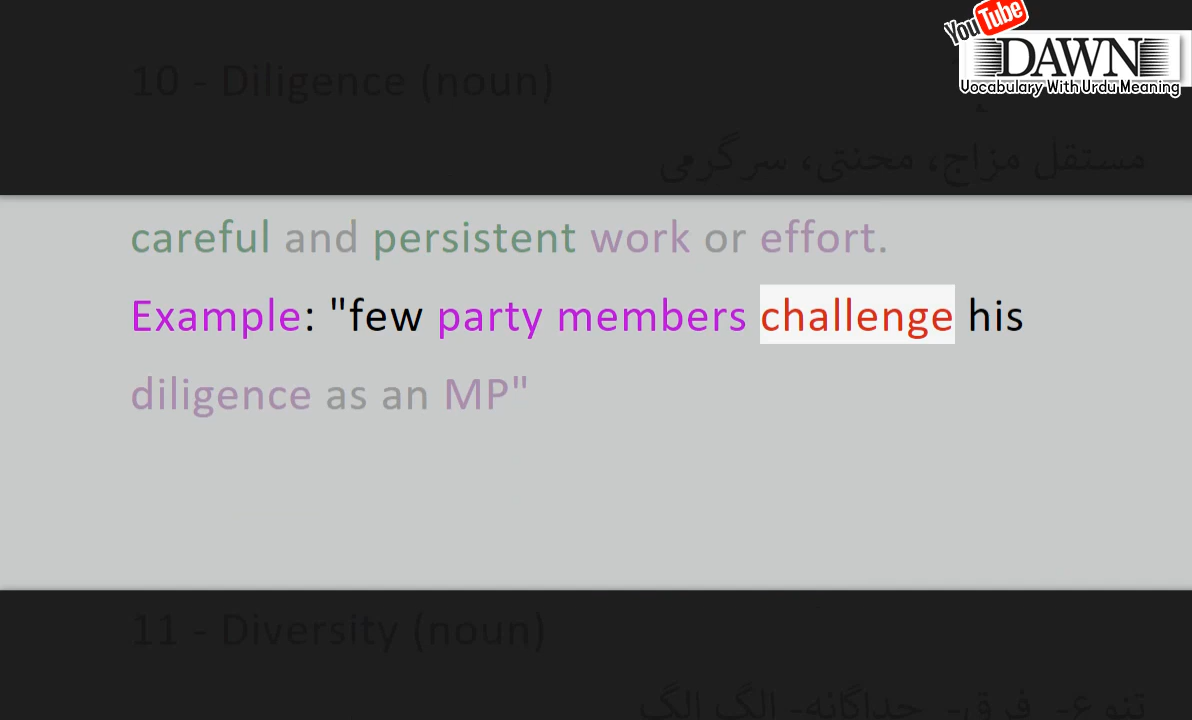 YouTube
DAWN
Vocabulary With Urdu Meaning
10 - Diligence (noun)
مستقل مزاج، محنتی، سرگرمی
careful and persistent work or effort.
Example: "few party members challenge his
diligence as an MP"
11 - Diversity (noun)
تنوع- فرق- جداگانہ- الگ الگ